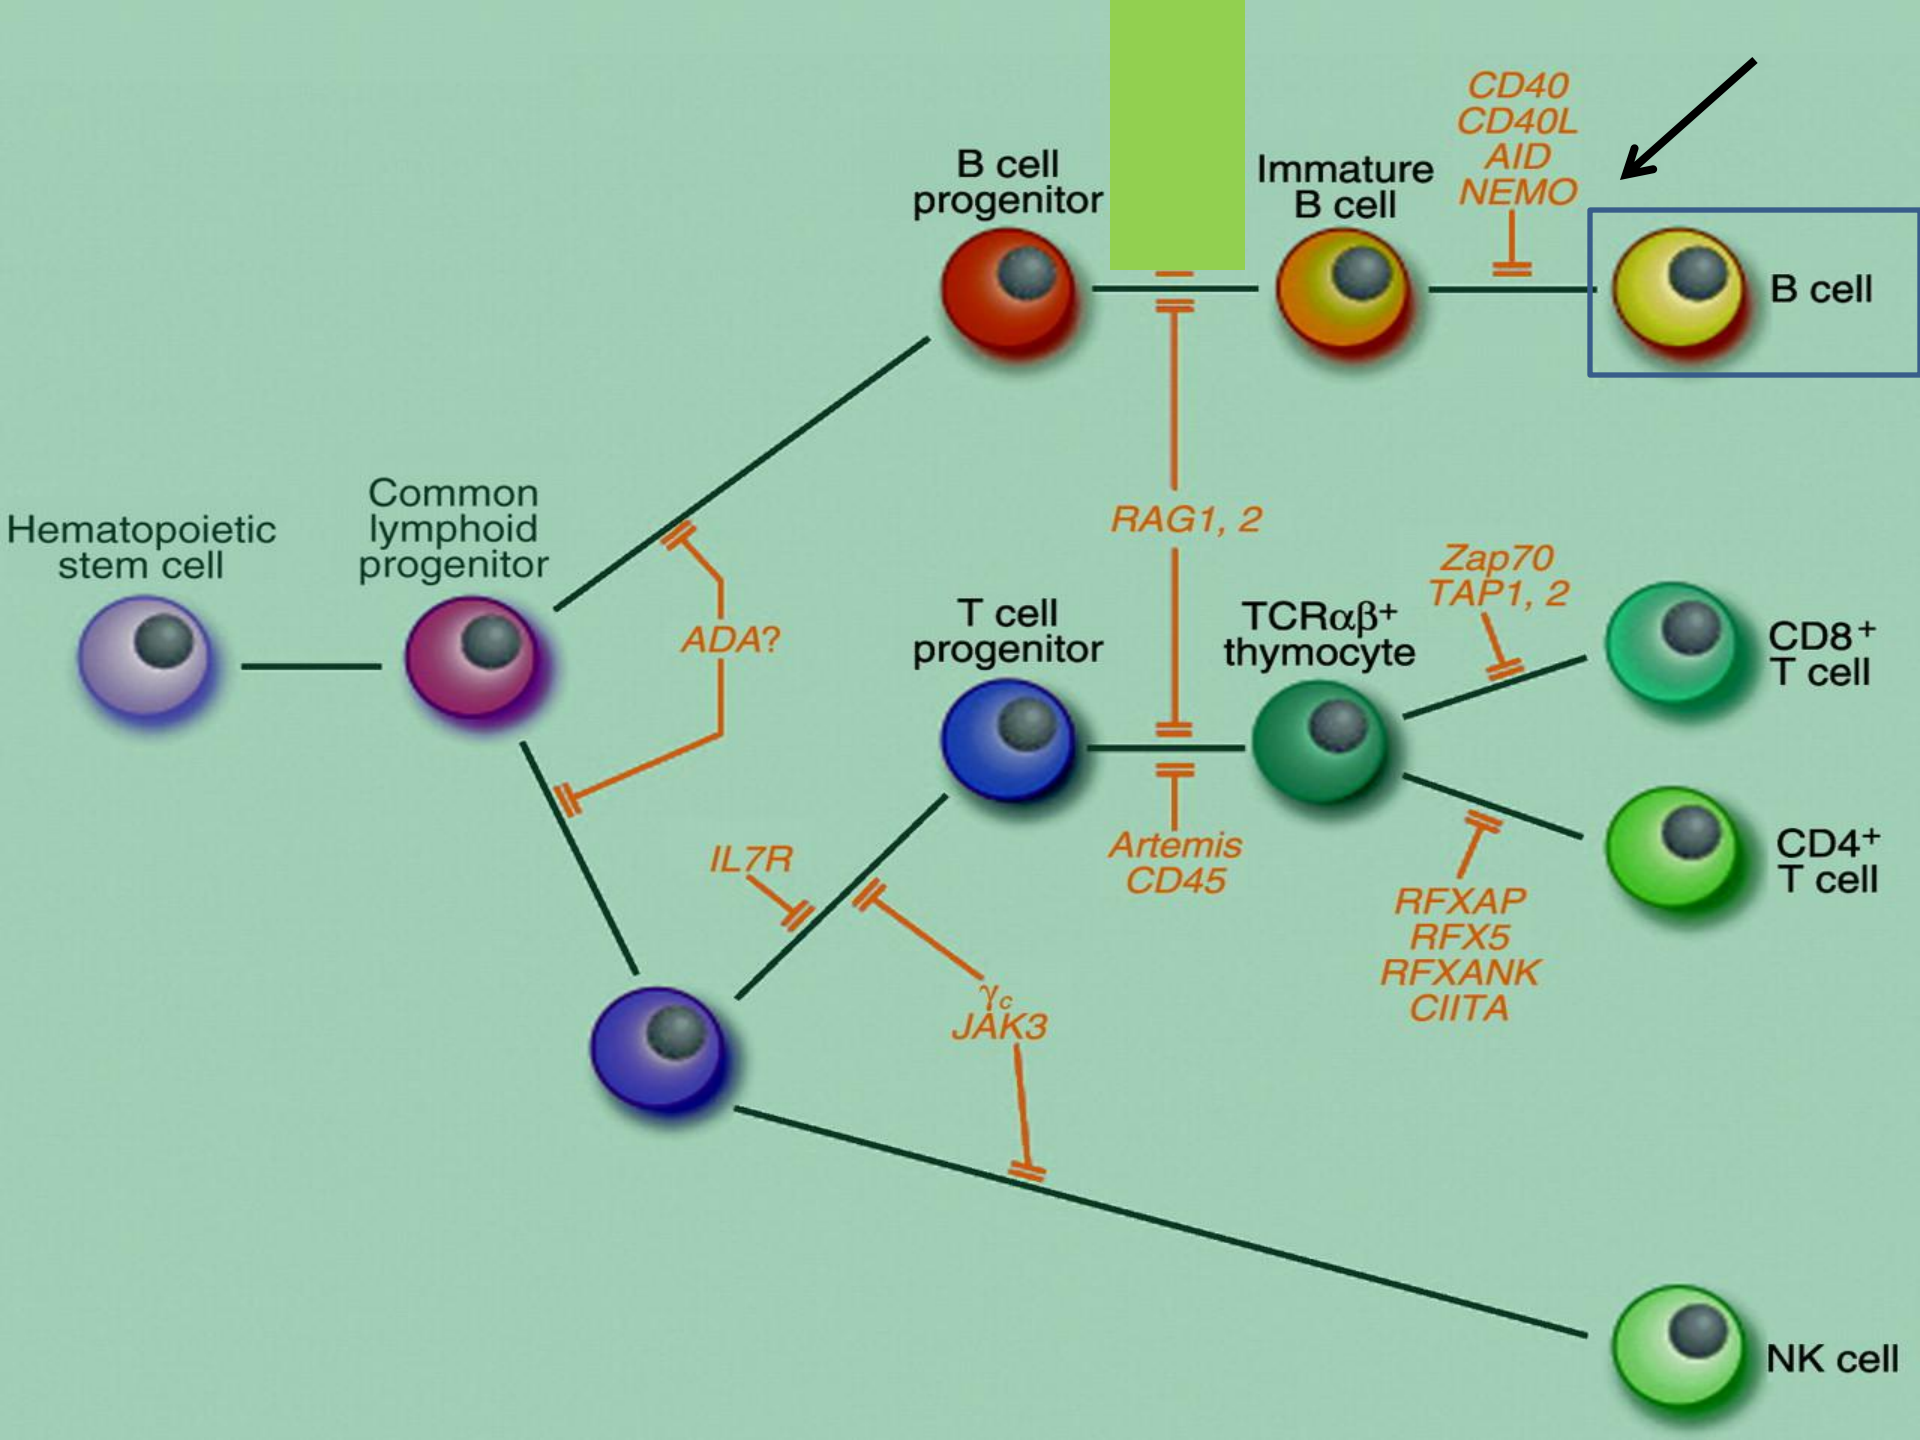 CD40
CD40L
AID
NEMO
B cell
progenitor
Immature
B cell
B cell
Common
lymphoid
progenitor
Hematopoietic
stem cell
RAG1, 2
ADA?
Zap70
TAP1, 2
T cell
progenitor
TCRαβ+
thymocyte
CD8+
T cell
IL7R
Artemis
CD45
CD4+
T cell
RFXAP
RFX5
RFXANK
CIITA
γc
JAK3
NK cell